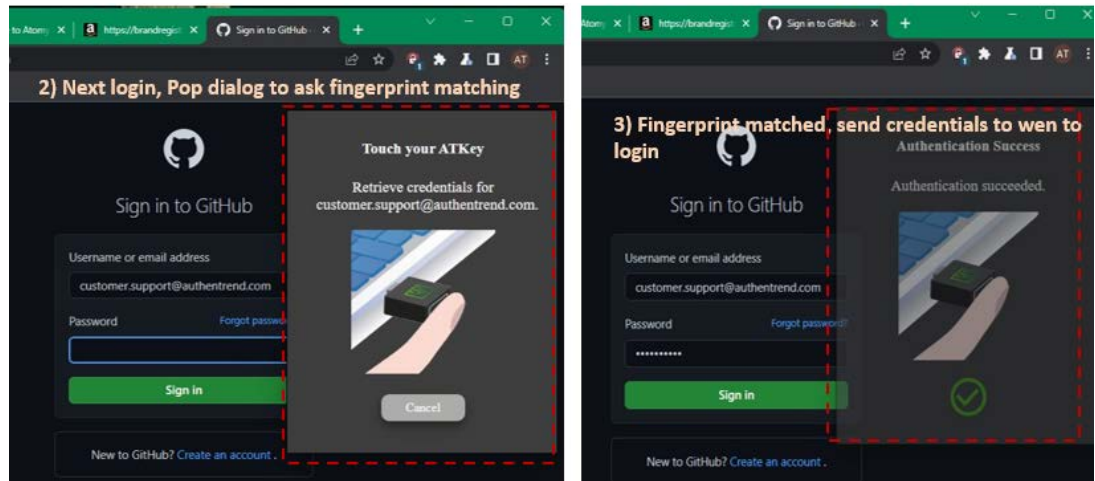 to Atomy
https://brandregist
Sign in to GitHub ·
AT
2) Next login, Pop dialog to ask fingerprint matching
Sign in to GitHub
Username or email address
customer.support@authentrend.com
Password
Forgot passwo
Sign in
New to GitHub? Create an account .
Touch your ATKey
Retrieve credentials for
customer.support@authentrend.com.
Cancel
Atomy
https://brandregist
Sign in to GitHub ·
AT
3) Fingerprint matched, send credentials to wen to
login
Sign in to GitHub
Username or email address
customer.support@authentrend.com
Password
Forgot password?
••••••••••
Sign in
New to GitHub? Create an account .
Authentication Success
Authentication succeeded.